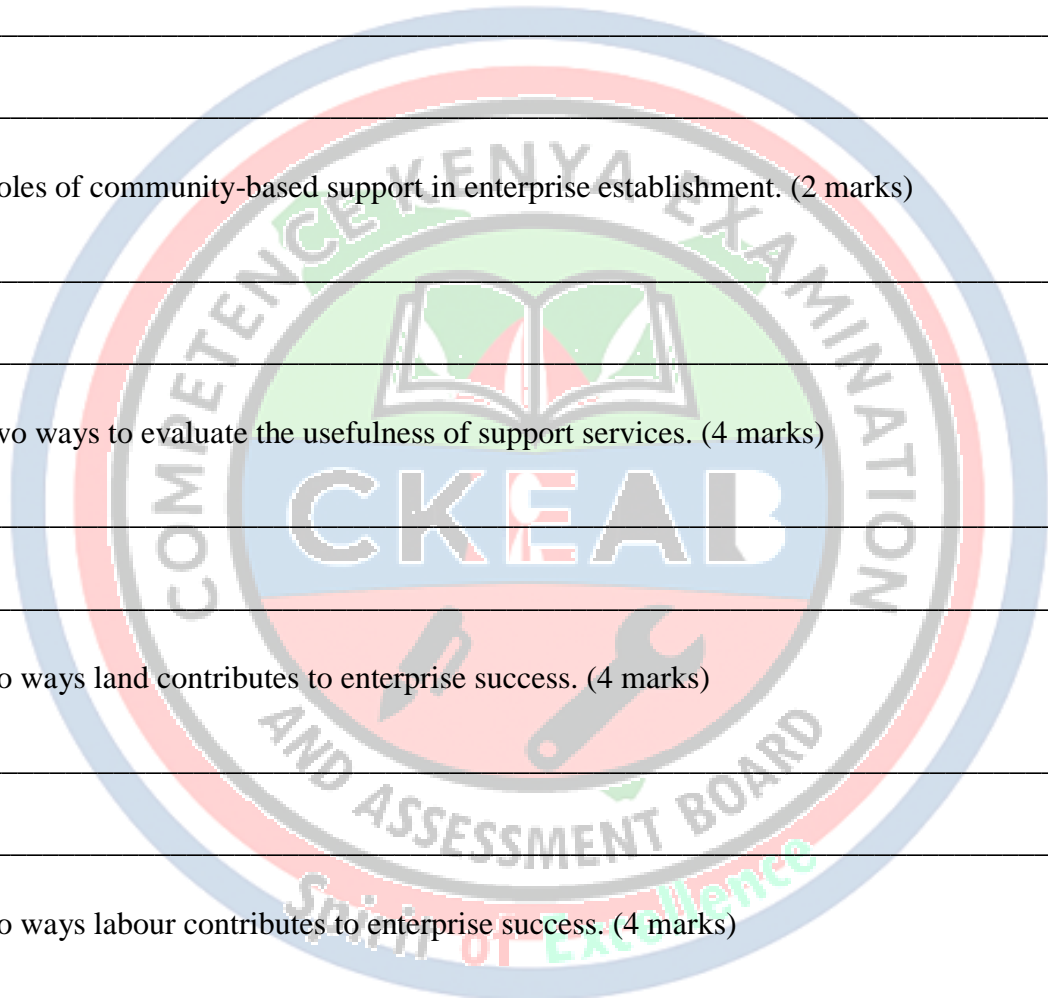 oles of community-based support in enterprise establishment. (2 marks)
wo ways to evaluate the usefulness of support services. (4 marks)
o ways land contributes to enterprise success. (4 marks)
o ways labour contributes to enterprise success. (4 marks)
COMPETENCE KENYA EXAMINATION
CKEAB
AND ASSESSMENT BOARD
Spirit of Excellence